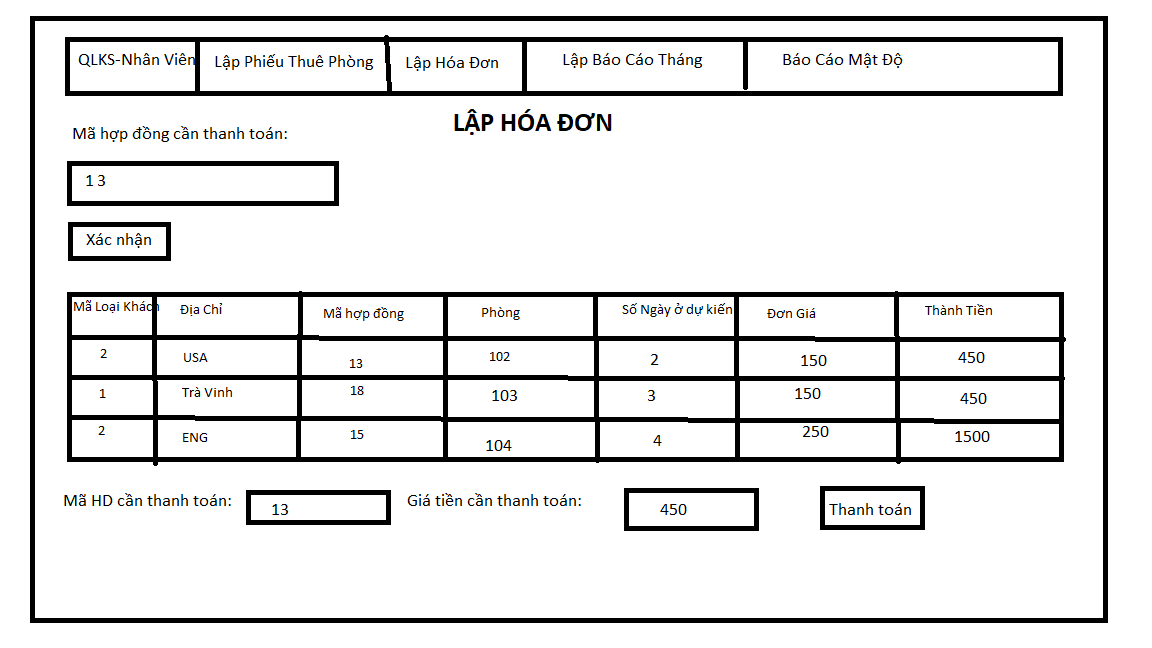 QLKS-Nhân Viên Lập Phiếu Thuê Phòng Lập Hóa Đơn Lập Báo Cáo Tháng Báo Cáo Mật Độ
LẬP HÓA ĐƠN
Mã hợp đồng cần thanh toán:
13
Xác nhận
Mã Loại Khách Địa Chỉ Mã hợp đồng Phòng Số Ngày ở dự kiến Đơn Giá Thành Tiền
2 USA 13 102 2 150 450
1 Trà Vinh 18 103 3 150 450
2 ENG 15 104 4 250 1500
Mã HD cần thanh toán: 13 Giá tiền cần thanh toán: 450 Thanh toán